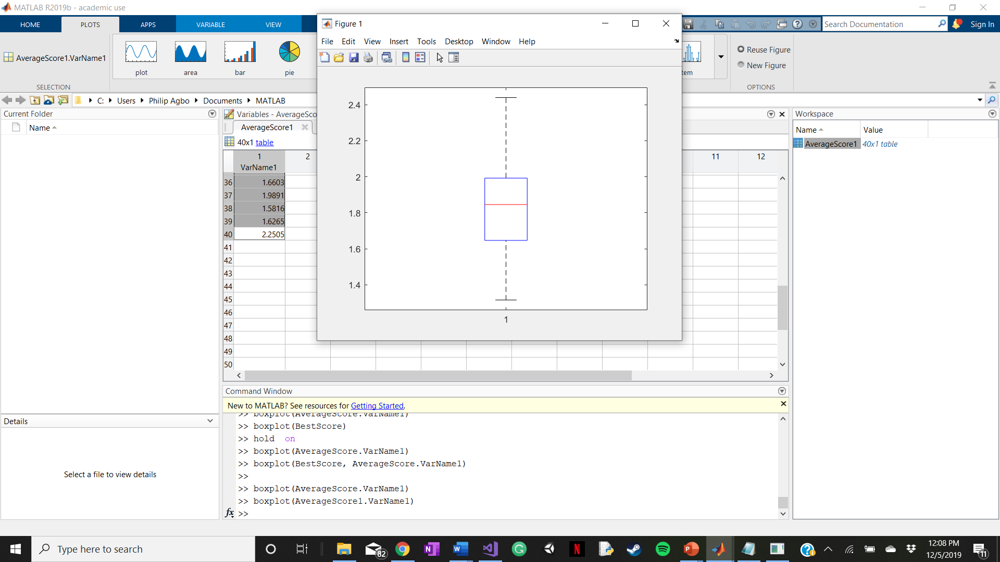 MATLAB R2019b - academic use
HOME PLOTS APPS VARIABLE VIEW
Search Documentation
Sign In
AverageScore1.VarName1
plot area bar pie
tem
Reuse Figure
New Figure
SELECTION
OPTIONS
C: Users Philip Agbo Documents MATLAB
Figure 1
File Edit View Insert Tools Desktop Window Help
2.4
2.2
2
1.8
1.6
1.4
1
Current Folder
Name
Details
Select a file to view details
Variables - AverageSco
AverageScore1
40x1 table
1 2 11 12
VarName1
36 1.6603
37 1.9891
38 1.5816
39 1.6265
40 2.2505
41
42
43
44
45
46
47
48
49
50
Workspace
Name Value
AverageScore1 40x1 table
Command Window
New to MATLAB? See resources for Getting Started.
>> boxplot(AverageScore.VarName1)
>> boxplot(BestScore)
>> hold on
>> boxplot(AverageScore.VarName1)
>> boxplot(BestScore, AverageScore.VarName1)
>>
>> boxplot(AverageScore.VarName1)
>> boxplot(AverageScore1.VarName1)
fx >>
Type here to search
82
12:08 PM
12/5/2019
11